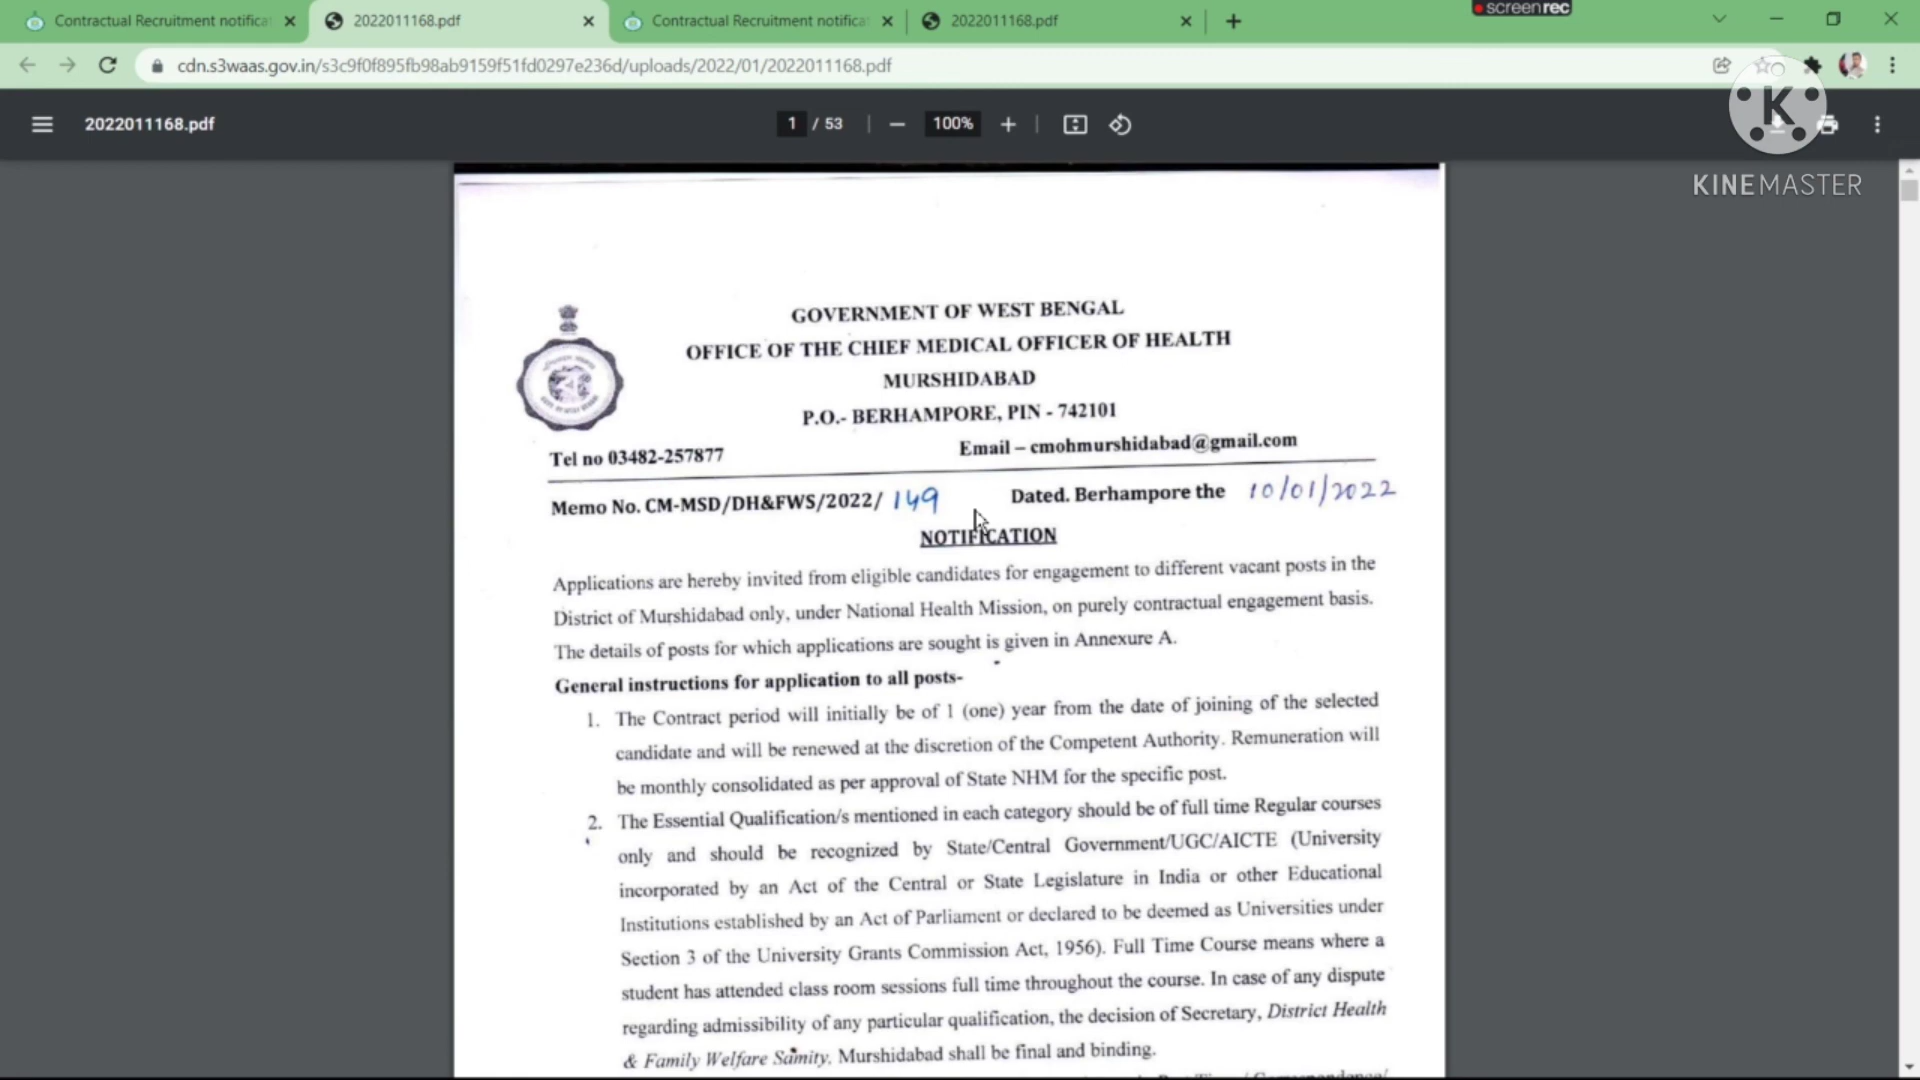 screenrec
Contractual Recruitment notificat
2022011168.pdf
Contractual Recruitment notificat
2022011168.pdf
cdn.s3waas.gov.in/s3c9f0f895fb98ab9159f51fd0297e236d/uploads/2022/01/2022011168.pdf
2022011168.pdf
1 / 53
100%
K
KINEMASTER
GOVERNMENT OF WEST BENGAL
OFFICE OF THE CHIEF MEDICAL OFFICER OF HEALTH
MURSHIDABAD
P.O.- BERHAMPORE, PIN - 742101
Tel no 03482-257877 Email – cmohmurshidabad@gmail.com
Memo No. CM-MSD/DH&FWS/2022/ 149 Dated. Berhampore the 10/01/2022
NOTIFICATION
Applications are hereby invited from eligible candidates for engagement to different vacant posts in the
District of Murshidabad only, under National Health Mission, on purely contractual engagement basis.
The details of posts for which applications are sought is given in Annexure A.
General instructions for application to all posts-
1. The Contract period will initially be of 1 (one) year from the date of joining of the selected
candidate and will be renewed at the discretion of the Competent Authority. Remuneration will
be monthly consolidated as per approval of State NHM for the specific post.
2. The Essential Qualification/s mentioned in each category should be of full time Regular courses
only and should be recognized by State/Central Government/UGC/AICTE (University
incorporated by an Act of the Central or State Legislature in India or other Educational
Institutions established by an Act of Parliament or declared to be deemed as Universities under
Section 3 of the University Grants Commission Act, 1956). Full Time Course means where a
student has attended class room sessions full time throughout the course. In case of any dispute
regarding admissibility of any particular qualification, the decision of Secretary, District Health
& Family Welfare Samity, Murshidabad shall be final and binding.